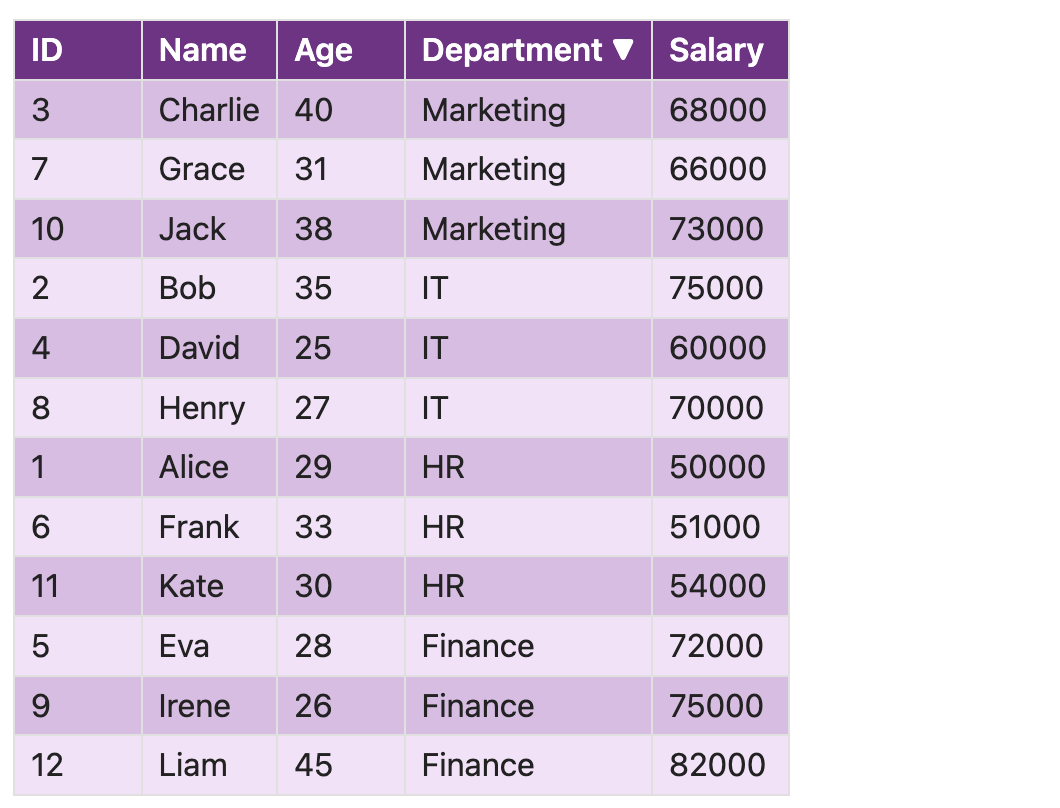 ID Name Age Department ▼ Salary
3 Charlie 40 Marketing 68000
7 Grace 31 Marketing 66000
10 Jack 38 Marketing 73000
2 Bob 35 IT 75000
4 David 25 IT 60000
8 Henry 27 IT 70000
1 Alice 29 HR 50000
6 Frank 33 HR 51000
11 Kate 30 HR 54000
5 Eva 28 Finance 72000
9 Irene 26 Finance 75000
12 Liam 45 Finance 82000